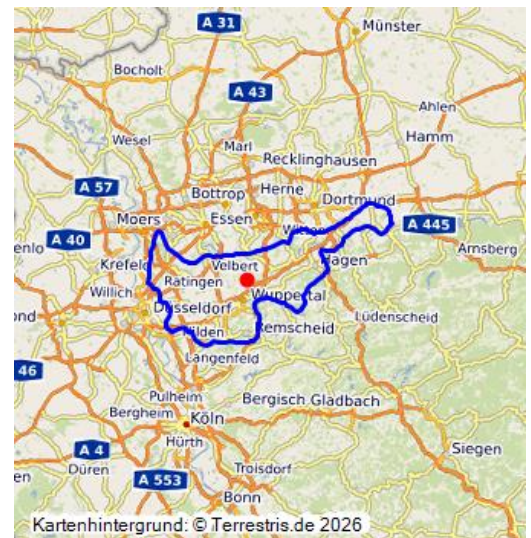 A 31
Münster
Bocholt
A 43
Ahlen
Wesel
Marl
Hamm
Recklinghausen
A 57
Bottrop
Herne
Dortmund
Moers
Essen
Witten
A 445
A 40
enlo
Krefeld
Velbert
Hagen
Arnsberg
Ratingen
Willich
Wuppertal
Düsseldorf
Lüdenscheid
ond
Hilden
Remscheid
Langenfeld
46
Pulheim
Bergisch Gladbach
Bergheim
Köln
A 4
Hürth
Siegen
Düren
Troisdorf
A 553
Bonn
Kartenhintergrund: © Terrestris.de 2026